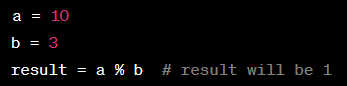 a = 10
b = 3
result = a % b  # result will be 1